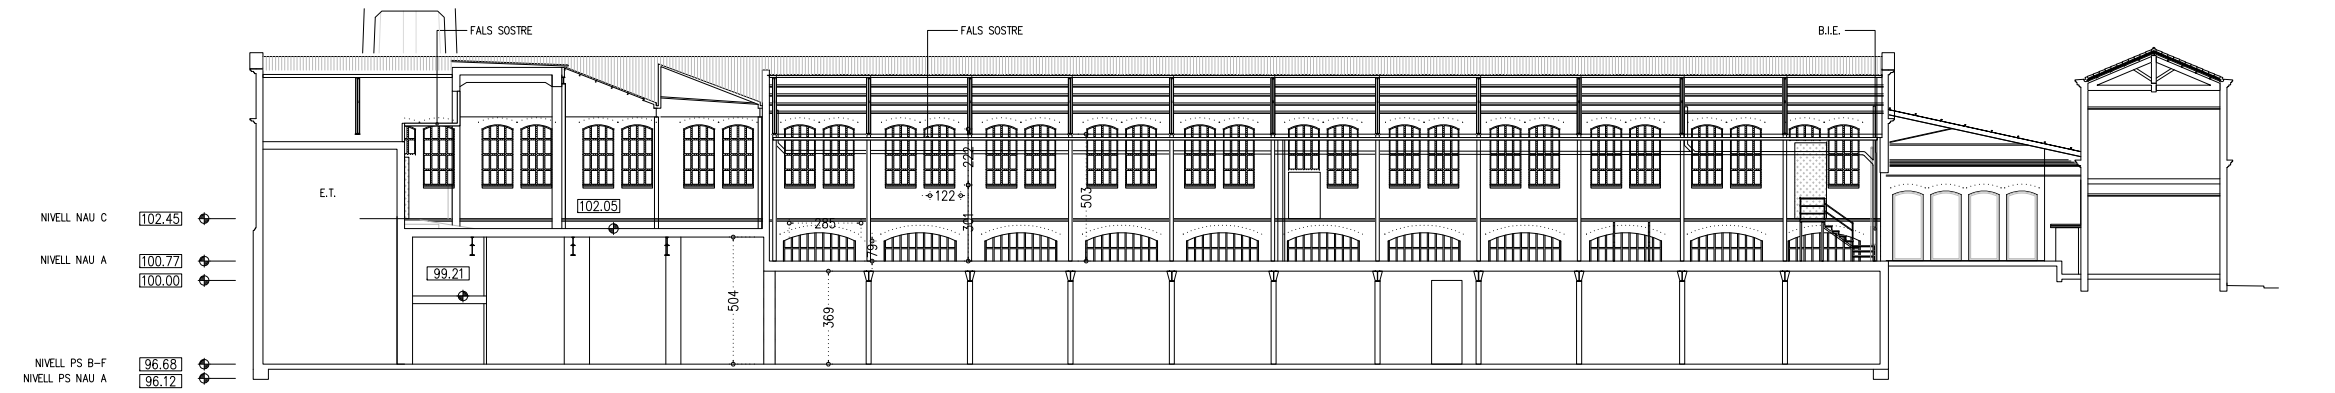 FALS SOSTRE
FALS SOSTRE
B.I.E.
E.T.
222
122
503
301
285
79
NIVELL NAU C 102.45
102.05
NIVELL NAU A 100.77
99.21
100.00
504
369
NIVELL PS B-F 96.68
NIVELL PS NAU A 96.12